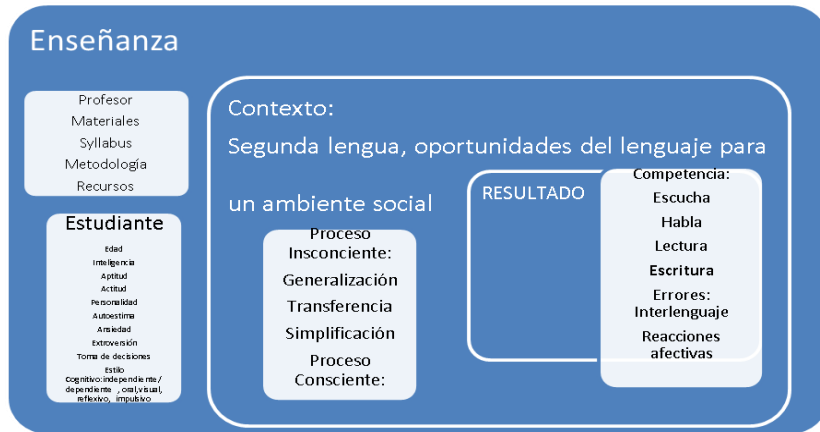 Enseñanza
Profesor
Materiales
Syllabus
Metodología
Recursos
Estudiante
Edad
Inteligencia
Aptitud
Actitud
Personalidad
Autoestima
Ansiedad
Extroversión
Toma de decisiones
Estilo
Cognitivo:independiente/
dependiente , oral,visual,
reflexivo, impulsivo
Contexto:
Segunda lengua, oportunidades del lenguaje para
un ambiente social
Proceso
Insconciente:
Generalización
Transferencia
Simplificación
Proceso
Consciente:
RESULTADO
Competencia:
Escucha
Habla
Lectura
Escritura
Errores:
Interlenguaje
Reacciones
afectivas